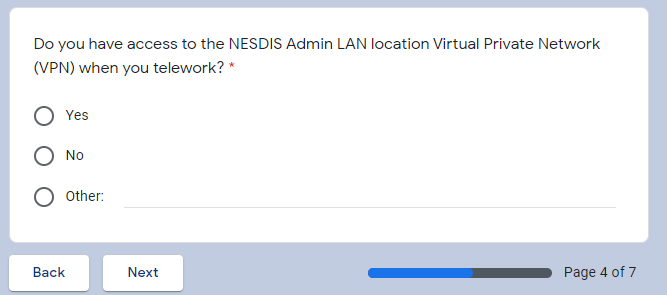 Do you have access to the NESDIS Admin LAN location Virtual Private Network
(VPN) when you telework? *
Yes
No
Other:
Back
Next
Page 4 of 7